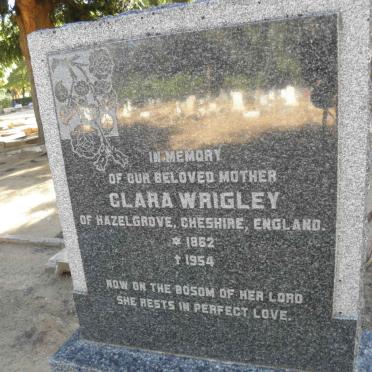 IN MEMORY
OF OUR BELOVED MOTHER
CLARA WRIGLEY
OF HAZELGROVE, CHESHIRE, ENGLAND.
* 1862
† 1954
NOW ON THE BOSOM OF HER LORD
SHE RESTS IN PERFECT LOVE.